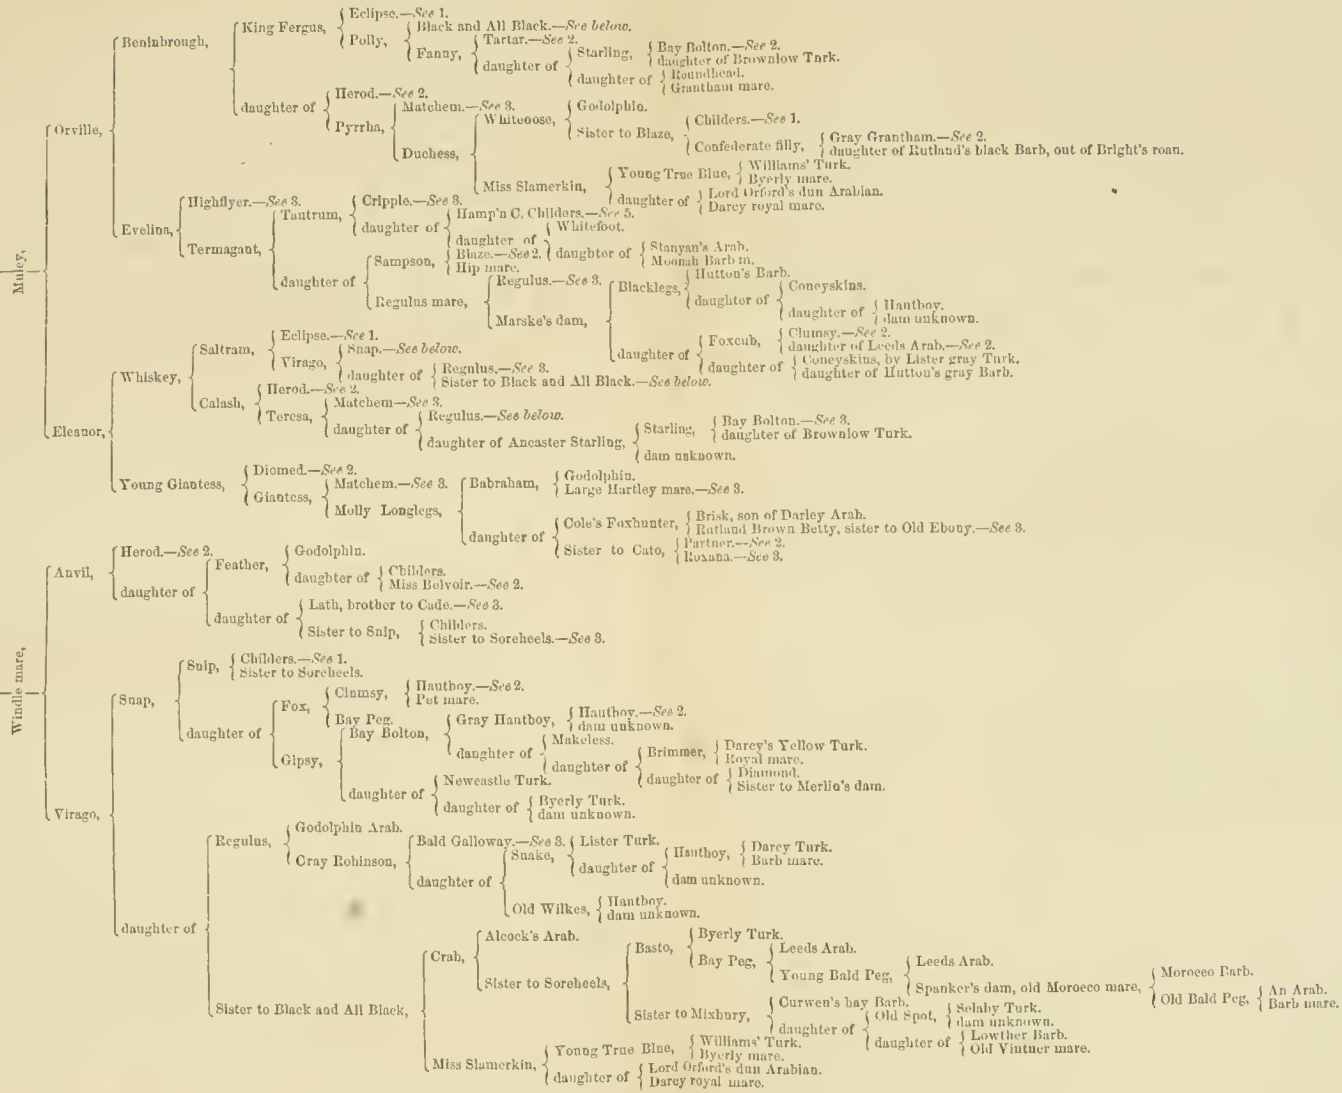 Muley,
Orville,
Beninbrough,
King Fergus,
Eclipse.—See 1.
Polly,
Black and All Black.—See below.
Fanny,
Tartar.—See 2.
daughter of
Starling,
Bay Bolton.—See 2.
daughter of Brownlow Turk.
daughter of
Roundhead.
Grantham mare.
daughter of
Herod.—See 2.
Pyrrha,
Matchem.—See 3.
Duchess,
Whitenose,
Godolphin.
Sister to Blaze,
Childers.—See 1.
Confederate filly,
Gray Grantham.—See 2.
daughter of Rutland's black Barb, out of Bright's roan.
Miss Slamerkin,
Young True Blue,
Williams' Turk.
Byerly mare.
daughter of
Lord Orford's dun Arabian.
Darcy royal mare.
Evelina,
Highflyer.—See 3.
Termagant,
Tantrum,
Cripple.—See 3.
daughter of
Hamp'n C. Childers.—See 5.
daughter of
Whitefoot.
daughter of
Stanyan's Arab.
Moonah Barb m.
daughter of
Sampson,
Blaze.—See 2.
Hip mare.
Regulus mare,
Regulus.—See 3.
Marske's dam,
Blacklegs,
Hutton's Barb.
daughter of
Coneyskins.
daughter of
Hautboy.
dam unknown.
daughter of
Foxcub,
Clumsy.—See 2.
daughter of Leeds Arab.—See 2.
daughter of
Coneyskins, by Lister gray Turk.
daughter of Hutton's gray Barb.
Eleanor,
Whiskey,
Saltram,
Eclipse.—See 1.
Virago,
Snap.—See below.
daughter of
Regulus.—See 3.
Sister to Black and All Black.—See below.
Calash,
Herod.—See 2.
Teresa,
Matchem—See 3.
daughter of
Regulus.—See below.
daughter of Ancaster Starling,
Starling,
Bay Bolton.—See 3.
daughter of Brownlow Turk.
dam unknown.
Young Giantess,
Diomed.—See 2.
Giantess,
Matchem.—See 3.
Molly Longlegs,
Babraham,
Godolphin.
Large Hartley mare.—See 3.
daughter of
Cole's Foxhunter,
Brisk, son of Darley Arab.
Rutland Brown Betty, sister to Old Ebony.—See 3.
Sister to Cato,
Partner.—See 2.
Roxana.—See 3.
Windle mare,
Anvil,
Herod.—See 2.
daughter of
Feather,
Godolphin.
daughter of
Childers.
Miss Belvoir.—See 2.
daughter of
Lath, brother to Cade.—See 3.
Sister to Snip,
Childers.
Sister to Soreheels.—See 3.
Virago,
Snap,
Snip,
Childers.—See 1.
Sister to Soreheels.
daughter of
Fox,
Clumsy,
Hautboy.—See 2.
Pet mare.
Bay Peg.
Gipsy,
Bay Bolton,
Gray Hautboy,
Hautboy.—See 2.
dam unknown.
daughter of
Makeless.
daughter of
Brimmer,
Darcy's Yellow Turk.
Royal mare.
daughter of
Diamond.
Sister to Merlin's dam.
daughter of
Newcastle Turk.
daughter of
Byerly Turk.
dam unknown.
daughter of
Regulus,
Godolphin Arab.
Gray Robinson,
Bald Galloway.—See 3.
daughter of
Snake,
Lister Turk.
daughter of
Hautboy,
Darcy Turk.
Barb mare.
dam unknown.
Old Wilkes,
Hautboy.
dam unknown.
Sister to Black and All Black,
Crab,
Alcock's Arab.
Sister to Soreheels,
Basto,
Byerly Turk.
Bay Peg,
Leeds Arab.
Young Bald Peg,
Leeds Arab.
Spanker's dam, old Morocco mare,
Morocco Barb.
Old Bald Peg,
An Arab.
Barb mare.
Sister to Mixbury,
Curwen's bay Barb.
daughter of
Old Spot,
Selaby Turk.
dam unknown.
daughter of
Lowther Barb.
Old Vintner mare.
Miss Slamerkin,
Young True Blue,
Williams' Turk.
Byerly mare.
daughter of
Lord Orford's dun Arabian.
Darcy royal mare.